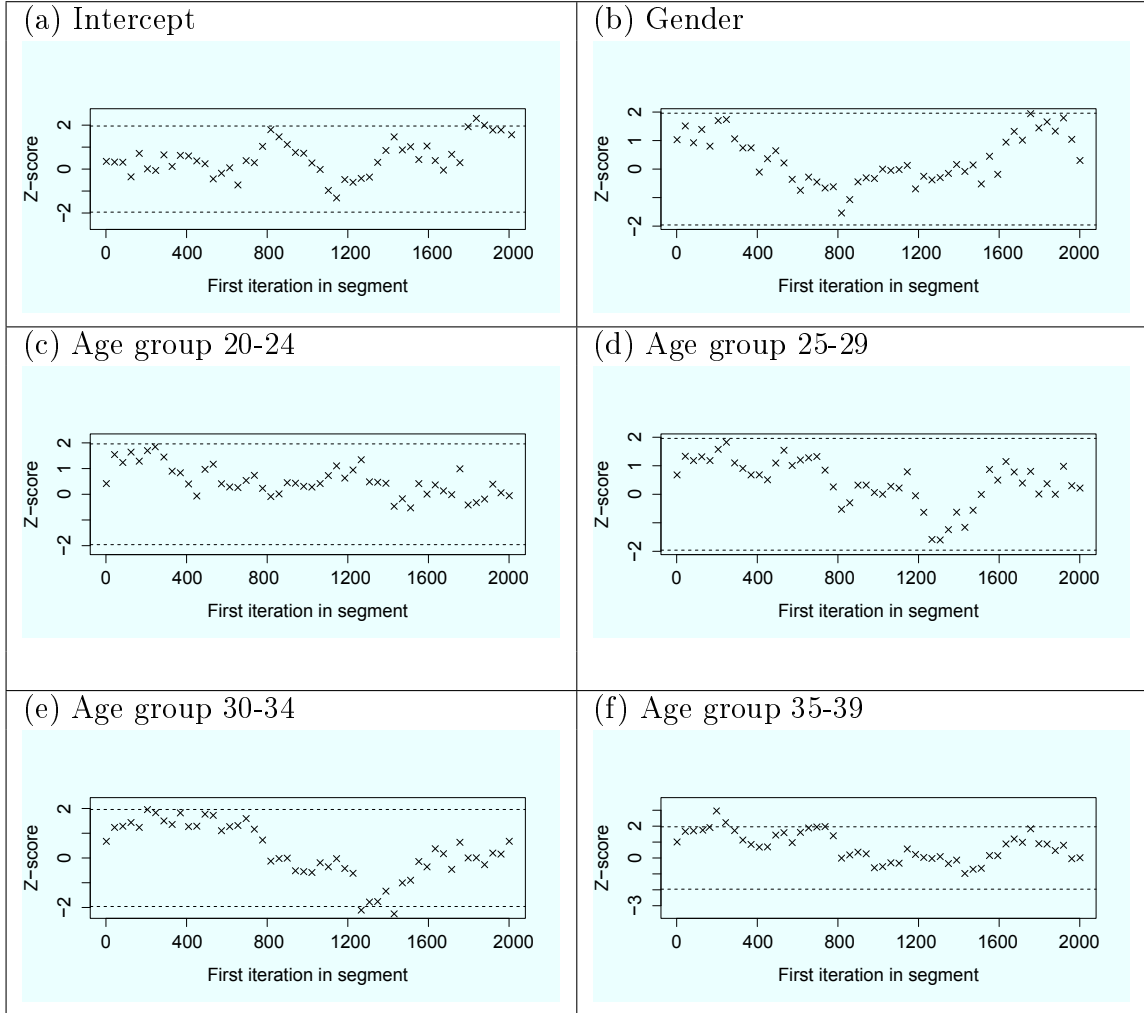 (a) Intercept
Z−score
2
0
−2
0 400 800 1200 1600 2000
First iteration in segment
(b) Gender
Z−score
2
1
0
−2
0 400 800 1200 1600 2000
First iteration in segment
(c) Age group 20-24
Z−score
2
1
0
−2
0 400 800 1200 1600 2000
First iteration in segment
(d) Age group 25-29
Z−score
2
1
0
−2
0 400 800 1200 1600 2000
First iteration in segment
(e) Age group 30-34
Z−score
2
0
−2
0 400 800 1200 1600 2000
First iteration in segment
(f) Age group 35-39
Z−score
2
0
−3
0 400 800 1200 1600 2000
First iteration in segment